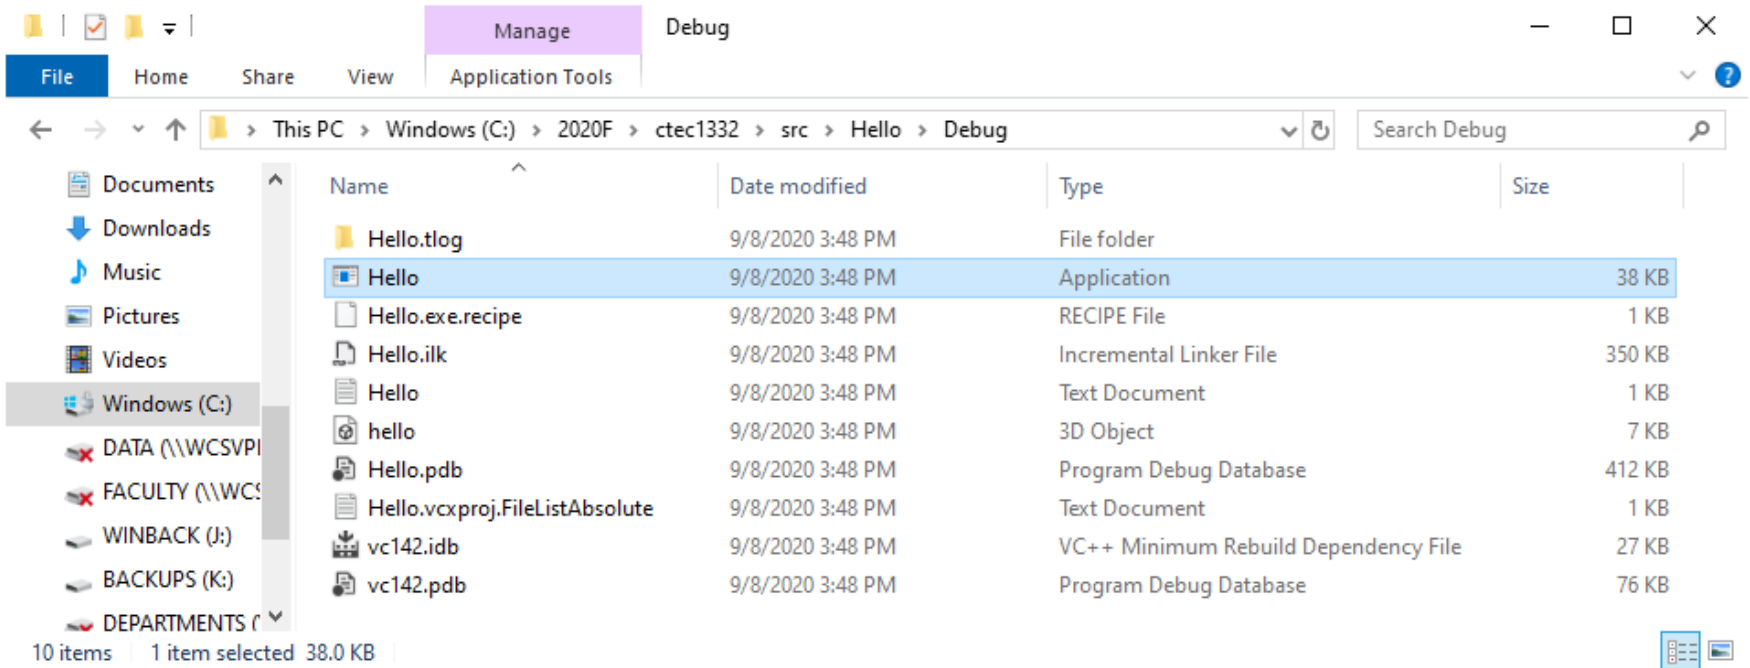 Manage Debug
File Home Share View Application Tools
This PC > Windows (C:) > 2020F > ctec1332 > src > Hello > Debug Search Debug
Name Date modified Type Size
Documents
Downloads
Music
Pictures
Videos
Windows (C:)
DATA (\\WCSVPI
FACULTY (\\WCS
WINBACK (J:)
BACKUPS (K:)
DEPARTMENTS (
Hello.tlog 9/8/2020 3:48 PM File folder
Hello 9/8/2020 3:48 PM Application 38 KB
Hello.exe.recipe 9/8/2020 3:48 PM RECIPE File 1 KB
Hello.ilk 9/8/2020 3:48 PM Incremental Linker File 350 KB
Hello 9/8/2020 3:48 PM Text Document 1 KB
hello 9/8/2020 3:48 PM 3D Object 7 KB
Hello.pdb 9/8/2020 3:48 PM Program Debug Database 412 KB
Hello.vcxproj.FileListAbsolute 9/8/2020 3:48 PM Text Document 1 KB
vc142.idb 9/8/2020 3:48 PM VC++ Minimum Rebuild Dependency File 27 KB
vc142.pdb 9/8/2020 3:48 PM Program Debug Database 76 KB
10 items 1 item selected 38.0 KB